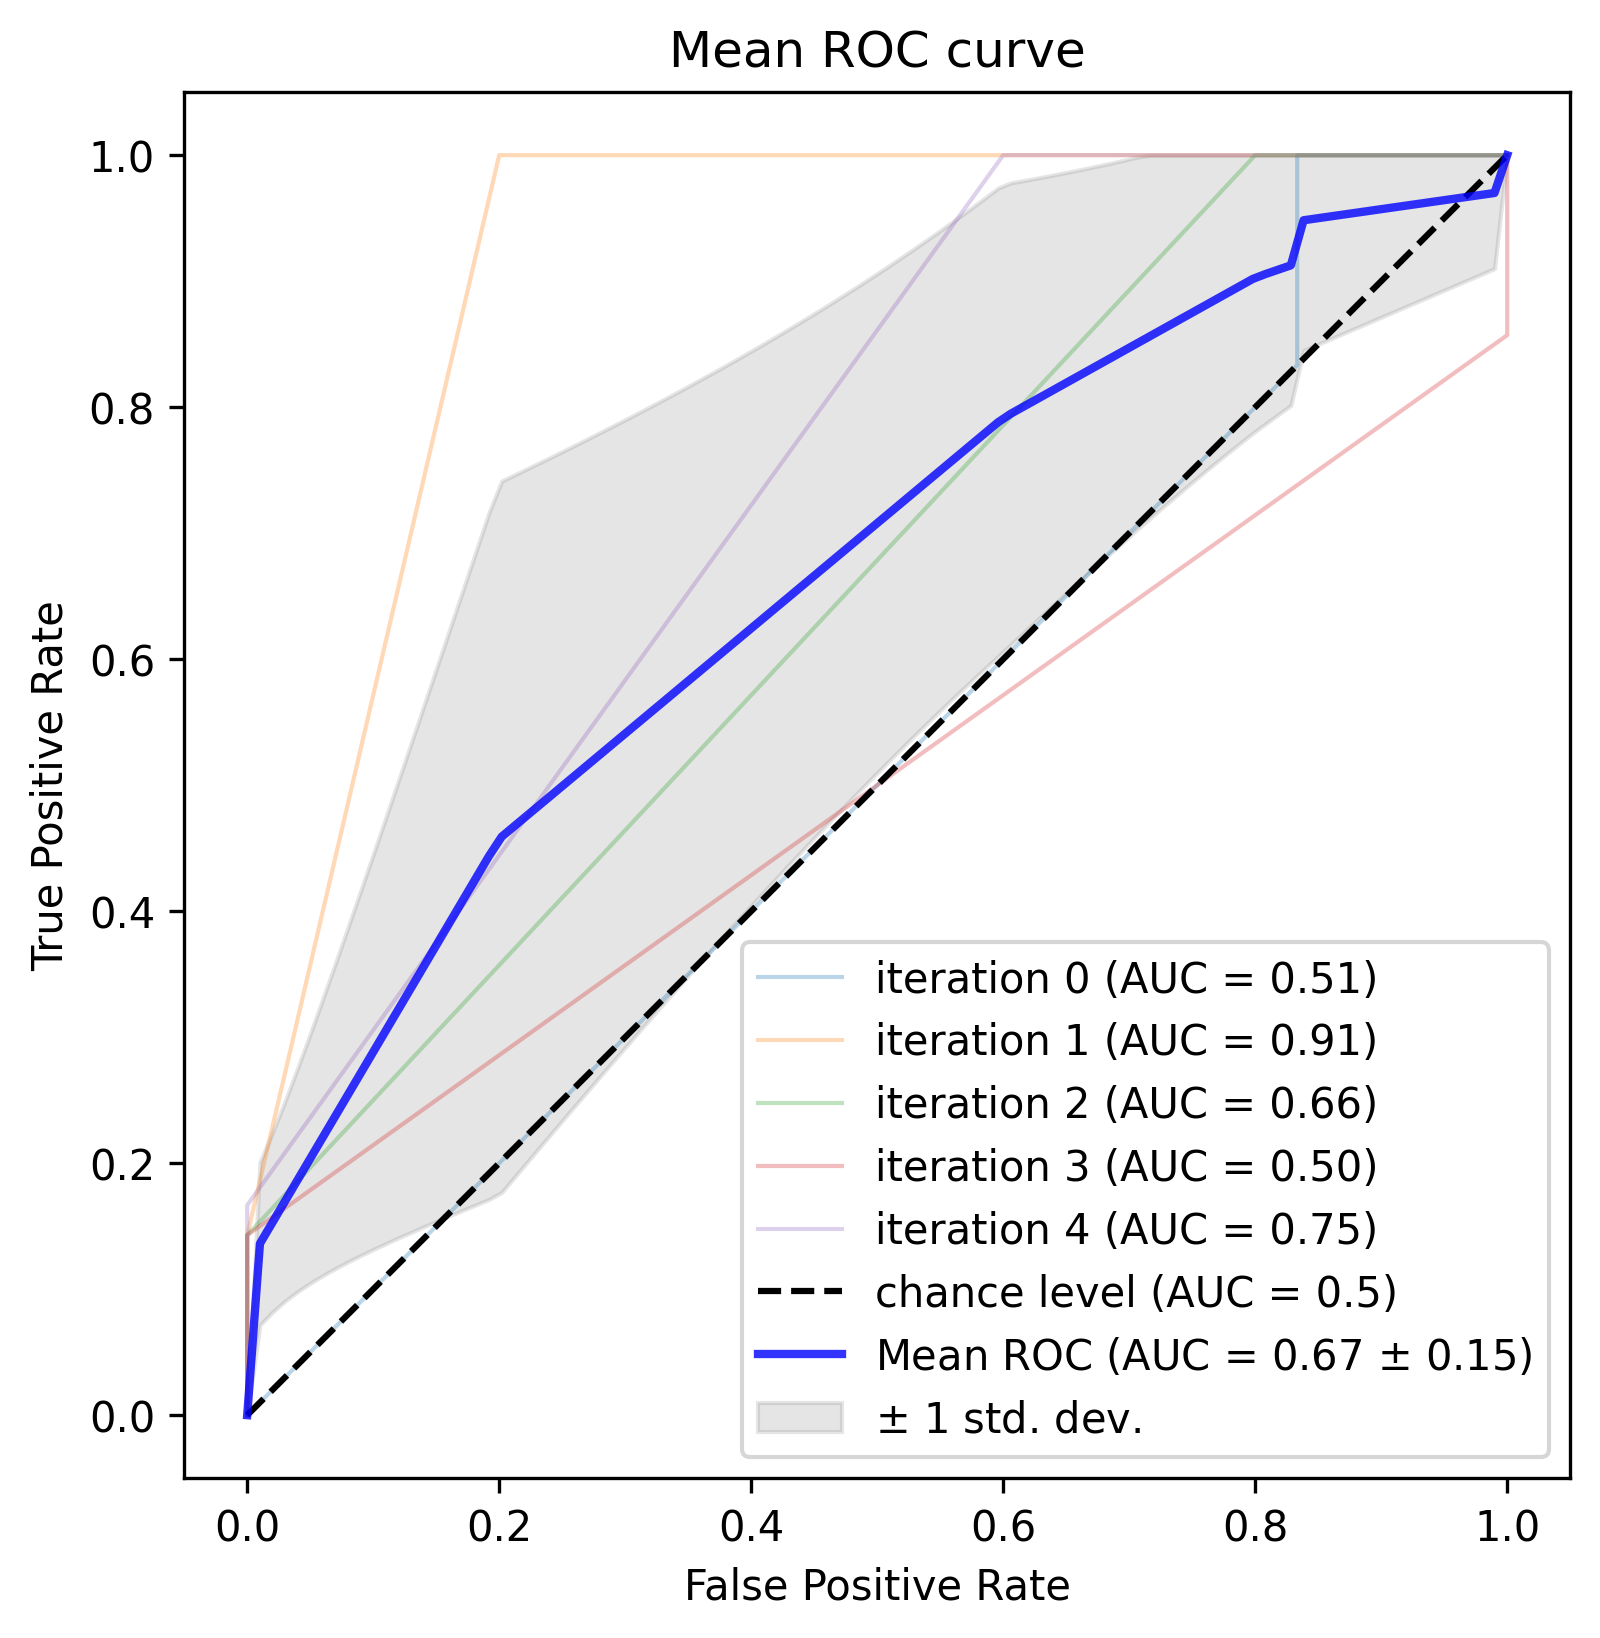 Mean ROC curve
1.0
0.8
0.6
0.4
0.2
0.0
True Positive Rate
iteration 0 (AUC = 0.51)
iteration 1 (AUC = 0.91)
iteration 2 (AUC = 0.66)
iteration 3 (AUC = 0.50)
iteration 4 (AUC = 0.75)
chance level (AUC = 0.5)
Mean ROC (AUC = 0.67 ± 0.15)
± 1 std. dev.
0.0 0.2 0.4 0.6 0.8 1.0
False Positive Rate